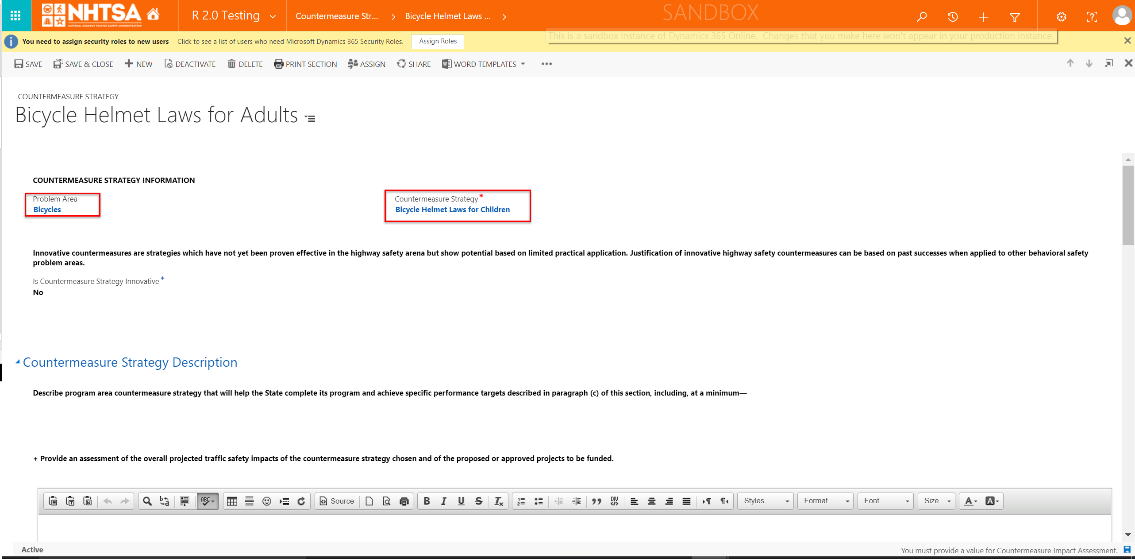 NHTSA
R 2.0 Testing
Countermeasure Str...
Bicycle Helmet Laws ...
SANDBOX
You need to assign security roles to new users Click to see a list of users who need Microsoft Dynamics 365 Security Roles. Assign Roles
This is a sandbox instance of Dynamics 365 Online. Changes that you make here won't appear in your production instance.
SAVE SAVE & CLOSE NEW DEACTIVATE DELETE PRINT SECTION ASSIGN SHARE WORD TEMPLATES
COUNTERMEASURE STRATEGY
Bicycle Helmet Laws for Adults
COUNTERMEASURE STRATEGY INFORMATION
Problem Area
Bicycles
Countermeasure Strategy *
Bicycle Helmet Laws for Children
Innovative countermeasures are strategies which have not yet been proven effective in the highway safety arena but show potential based on limited practical application. Justification of innovative highway safety countermeasures can be based on past successes when applied to other behavioral safety
problem areas.
Is Countermeasure Strategy Innovative +
No
Countermeasure Strategy Description
Describe program area countermeasure strategy that will help the State complete its program and achieve specific performance targets described in paragraph (c) of this section, including, at a minimum—
+ Provide an assessment of the overall projected traffic safety impacts of the countermeasure strategy chosen and of the proposed or approved projects to be funded.
Source B I U S Styles Format Font Size A A
Active
You must provide a value for Countermeasure Impact Assessment.